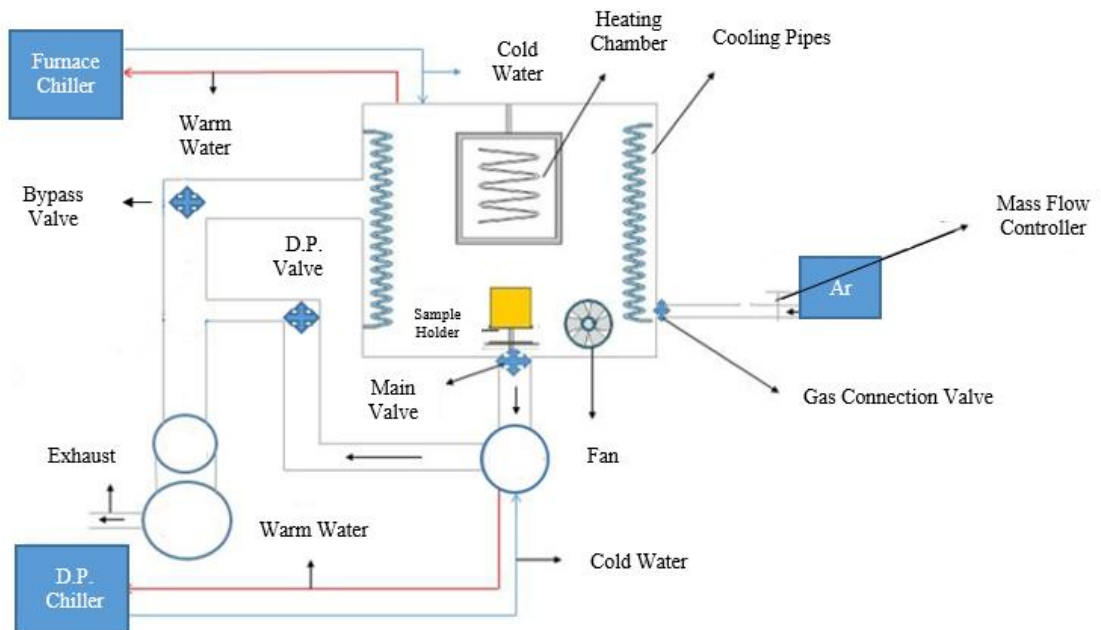 Heating
Chamber
Cooling Pipes
Furnace
Chiller
Cold
Water
Warm
Water
Bypass
Valve
Mass Flow
Controller
D.P.
Valve
Ar
Sample
Holder
Main
Valve
Gas Connection Valve
Exhaust
Fan
Warm Water
Cold Water
D.P.
Chiller